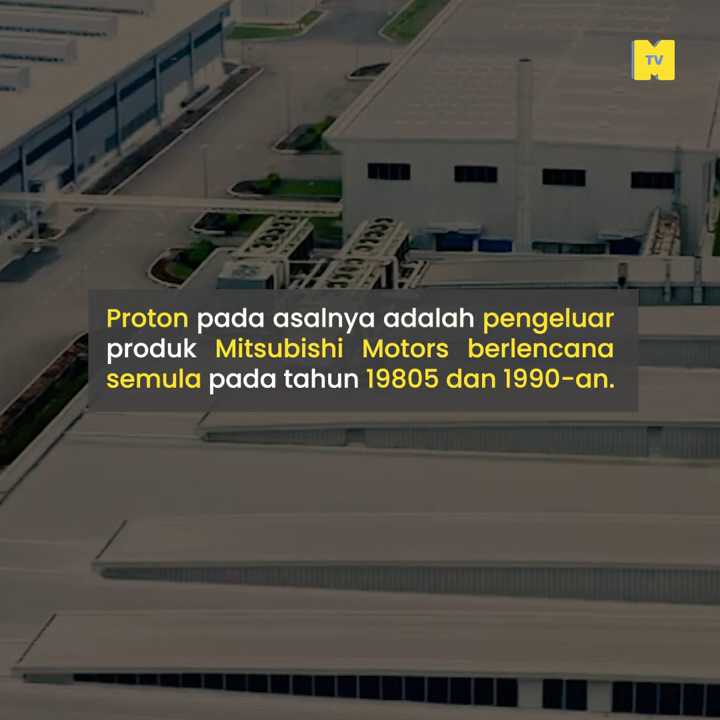 M
TV
Proton pada asalnya adalah pengeluar
produk Mitsubishi Motors berlencana
semula pada tahun 19805 dan 1990-an.